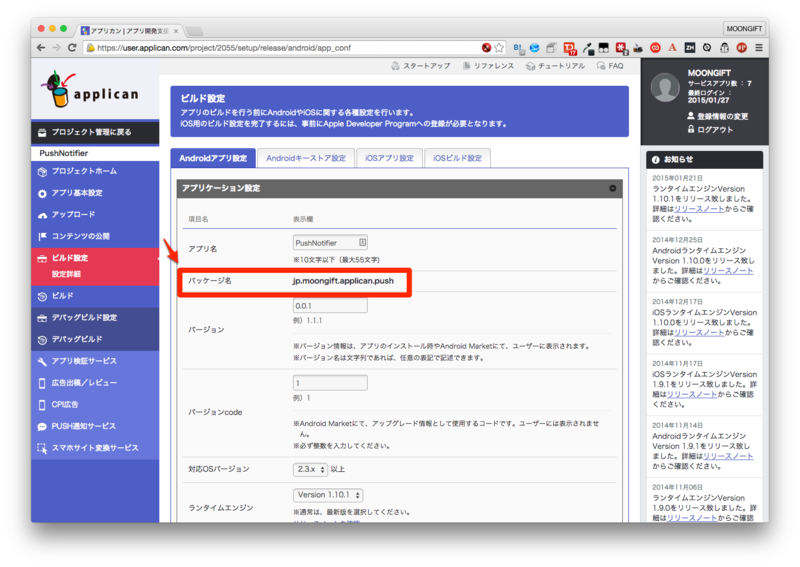 アプリカン | アプリ開発支援
MOONGIFT
https://user.applican.com/project/2055/setup/release/android/app_conf
スタートアップ
リファレンス
チュートリアル
FAQ
applican
プロジェクト管理に戻る
PushNotifier
プロジェクトホーム
アプリ基本設定
アップロード
コンテンツの公開
ビルド設定
設定詳細
ビルド
デバッグビルド設定
デバッグビルド
アプリ検証サービス
広告出稿／レビュー
CPI広告
PUSH通知サービス
スマホサイト変換サービス
ビルド設定
アプリのビルドを行う前にAndroidやiOSに関する各種設定を行います。
iOS用のビルド設定を完了するには、事前にApple Developer Programへの登録が必要となります。
Androidアプリ設定
Androidキーストア設定
iOSアプリ設定
iOSビルド設定
アプリケーション設定
項目名
表示欄
アプリ名
PushNotifier
※10文字以下（最大55文字）
パッケージ名
jp.moongift.applican.push
バージョン
0.0.1
例）1.1.1
※バージョン情報は、アプリのインストール時やAndroid Marketにて、ユーザーに表示されます。
※バージョン名は文字列であれば、任意の表記で記述できます。
バージョンcode
1
例）1
※Android Marketにて、アップグレード情報として使用するコードです。ユーザーには表示されませ
ん。
※必ず整数を入力してください。
対応OSバージョン
2.3.x 以上
ランタイムエンジン
Version 1.10.1
※通常は、最新版を選択してください。
MOONGIFT
サービスアプリ数 ： 7
最終ログイン ：
2015/01/27
登録情報の変更
ログアウト
お知らせ
2015年01月21日
ランタイムエンジンVersion
1.10.1をリリース致しました。
詳細はリリースノートからご確
認ください。
2014年12月25日
Androidランタイムエンジン
Version 1.10.0をリリース致し
ました。詳細はリリースノート
からご確認ください。
2014年12月17日
iOSランタイムエンジンVersion
1.10.0をリリース致しました。
詳細はリリースノートからご確
認ください。
2014年11月17日
iOSランタイムエンジンVersion
1.9.1をリリース致しました。詳
細はリリースノートからご確認
ください。
2014年11月14日
Androidランタイムエンジン
Version 1.9.1をリリース致しま
した。詳細はリリースノートか
らご確認ください。
2014年11月06日
ランタイムエンジンVersion
1.9.0をリリース致しました。詳
細はリリースノートからご確認